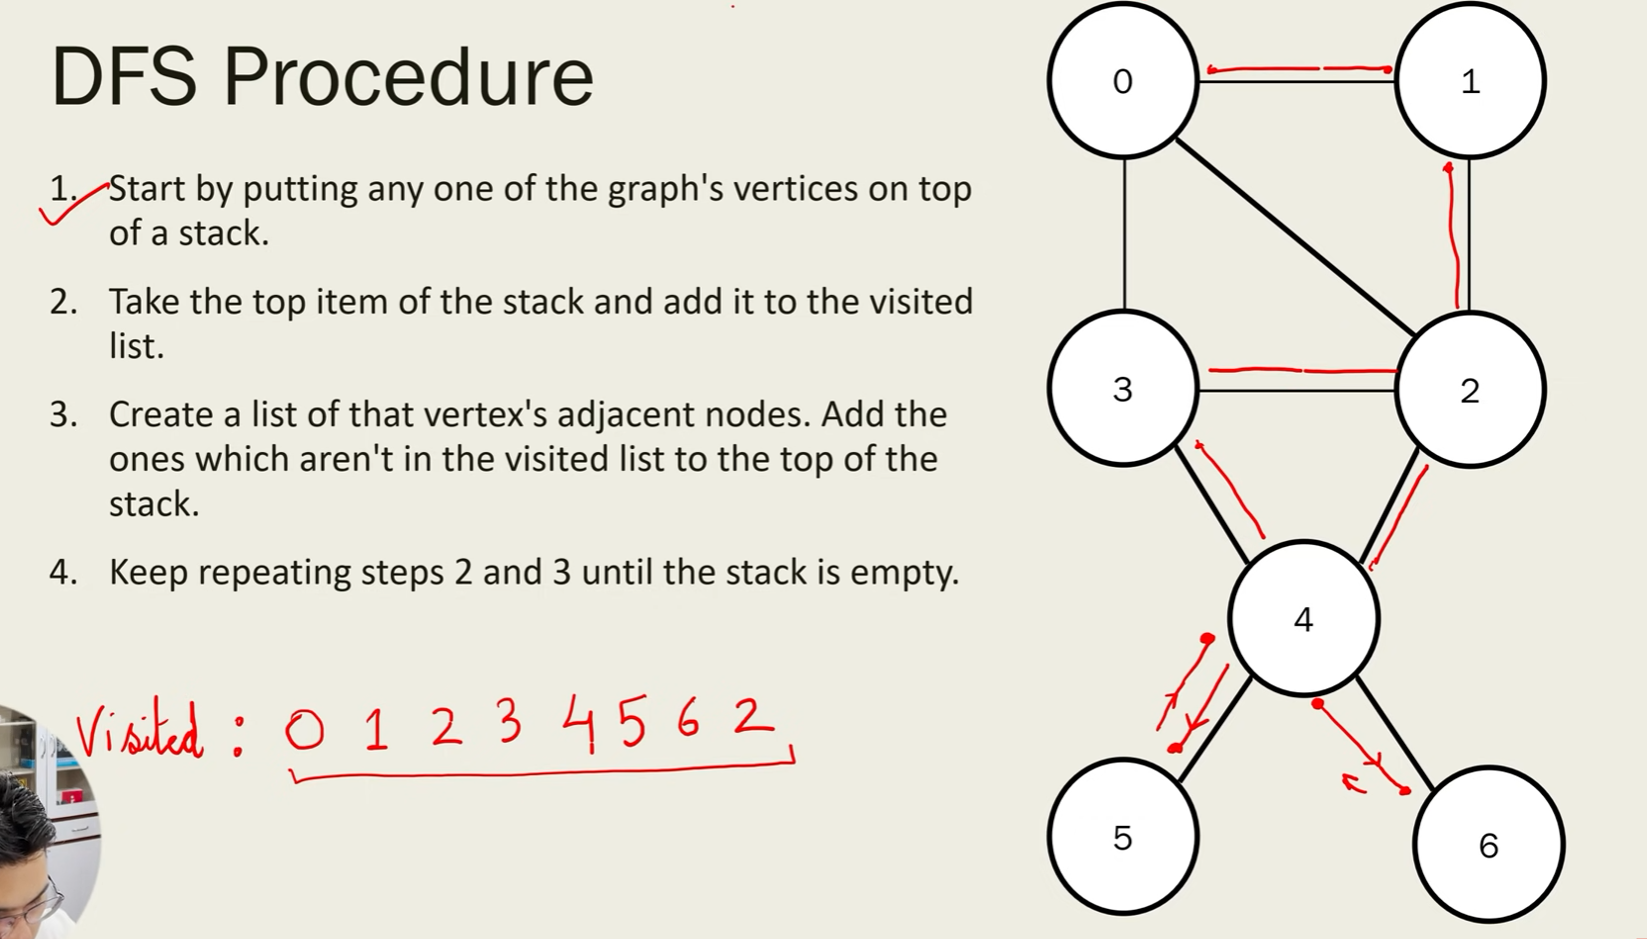 DFS Procedure
1. Start by putting any one of the graph's vertices on top
of a stack.
2. Take the top item of the stack and add it to the visited
list.
3. Create a list of that vertex's adjacent nodes. Add the
ones which aren't in the visited list to the top of the
stack.
4. Keep repeating steps 2 and 3 until the stack is empty.
Visited : 0 1 2 3 4 5 6 2
0 1
3 2
4
5 6